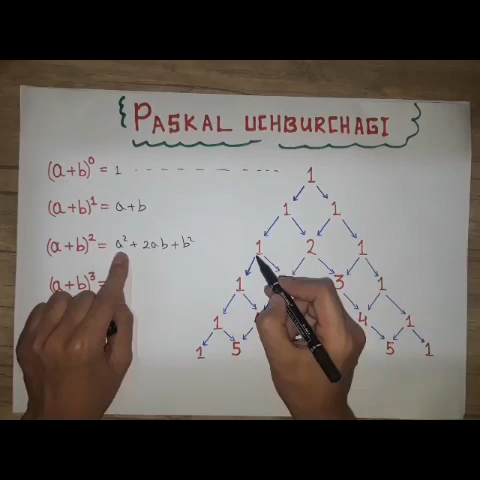 {PASKAL UCHBURCHAGI}
(a+b)⁰ = 1 - - - - - - - - - - 1
(a+b)¹ = a+b 1 1
(a+b)² = a² + 2ab + b² 1 2 1
(a+b)³ = 1 3 1
1 4 1
1 5 5 1